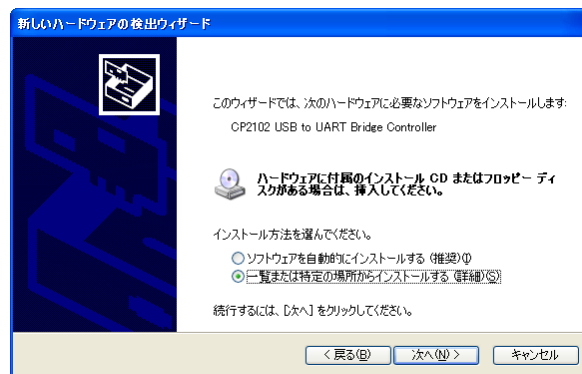 新しいハードウェアの検出ウィザード
このウィザードでは、次のハードウェアに必要なソフトウェアをインストールします:
CP2102 USB to UART Bridge Controller
ハードウェアに付属のインストール CD またはフロッピー ディ
スクがある場合は、挿入してください。
インストール方法を選んでください。
ソフトウェアを自動的にインストールする (推奨)(I)
一覧または特定の場所からインストールする (詳細)(S)
続行するには、[次へ] をクリックしてください。
< 戻る(B) 次へ(N) > キャンセル